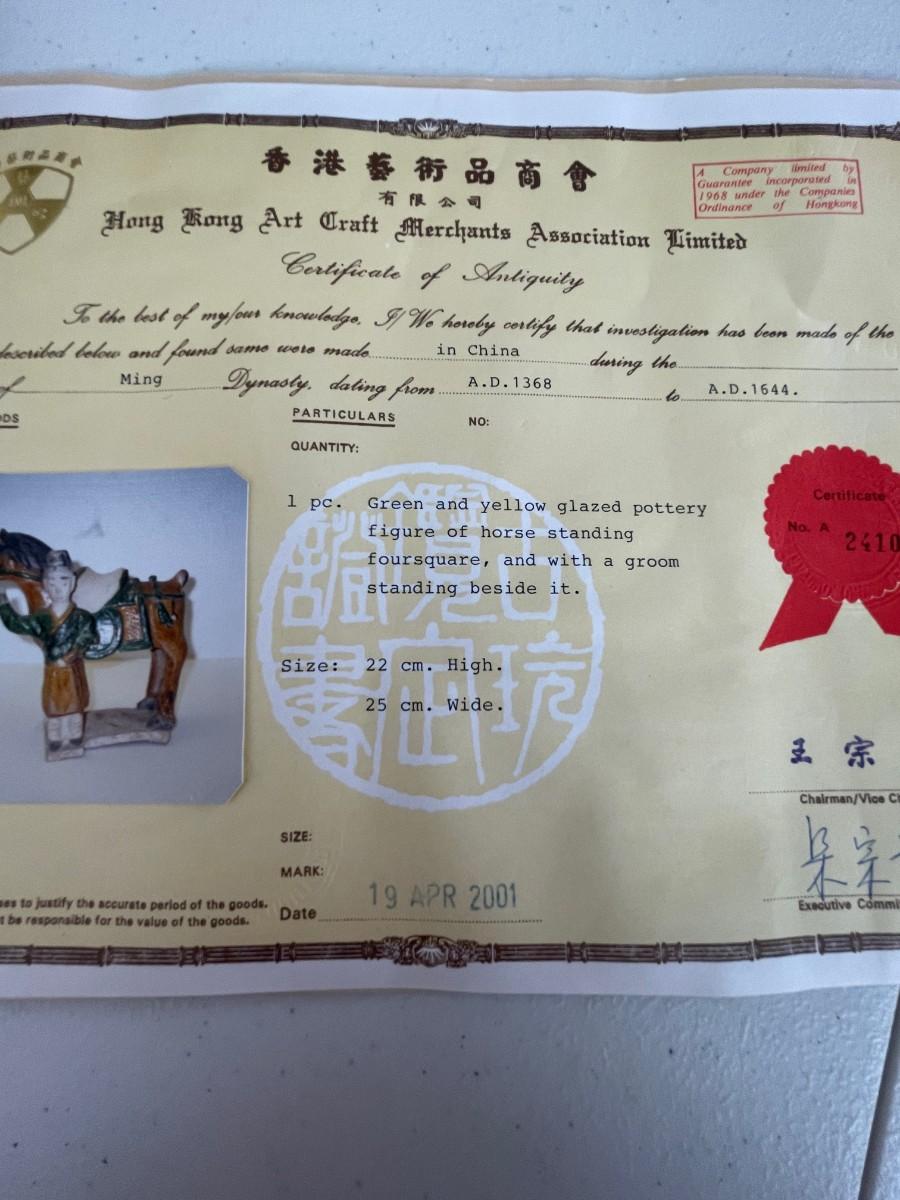 藝術品商會
香港藝術品商會
有限公司
A Company limited by
Guarantee incorporated in
1968 under the Companies
Ordinance of Hongkong
Hong Kong Art Craft Merchants Association Limited
Certificate of Antiquity
To the best of my/our knowledge, I/We hereby certify that investigation has been made of the
described below and found same were made in China during the
of Ming Dynasty, dating from A.D.1368 to A.D.1644.
PARTICULARS NO:
QUANTITY:
1 pc. Green and yellow glazed pottery
figure of horse standing
foursquare, and with a groom
standing beside it.
Size: 22 cm. High.
25 cm. Wide.
Certificate
No. A 2410
王宗
Chairman/Vice
SIZE:
MARK:
Date 19 APR 2001
to justify the accurate period of the goods.
be responsible for the value of the goods.
Executive